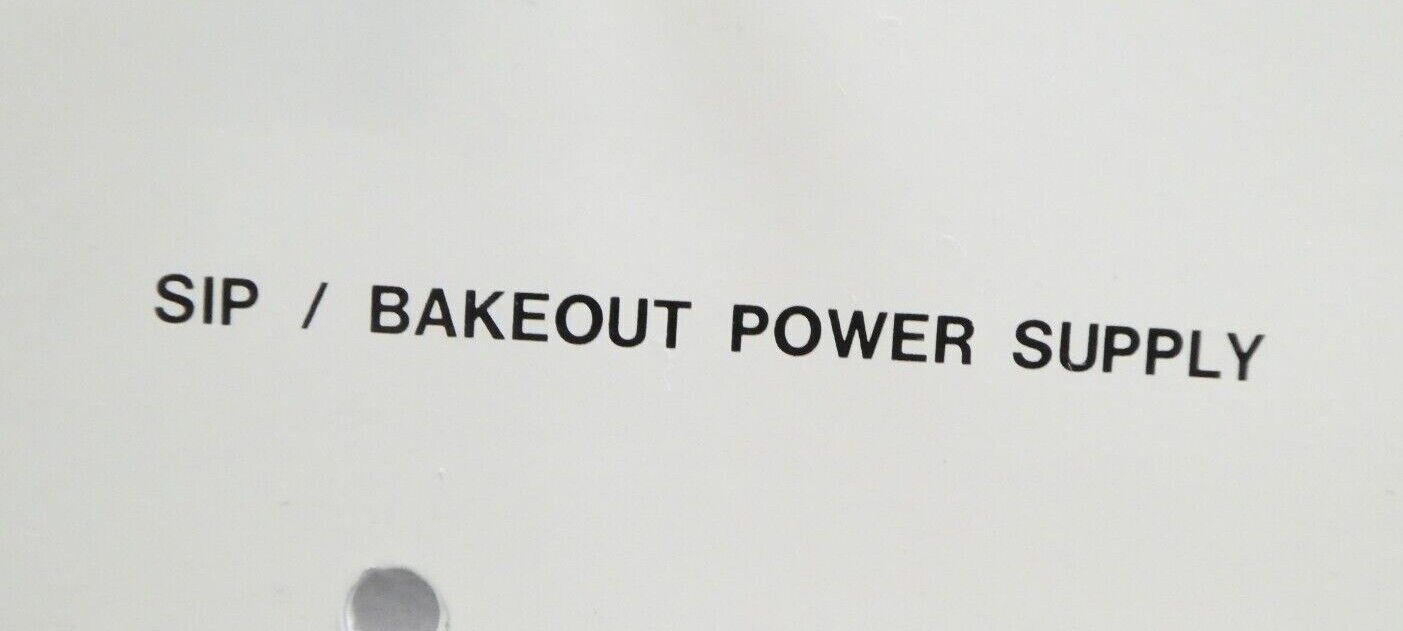 SIP / BAKEOUT POWER SUPPLY